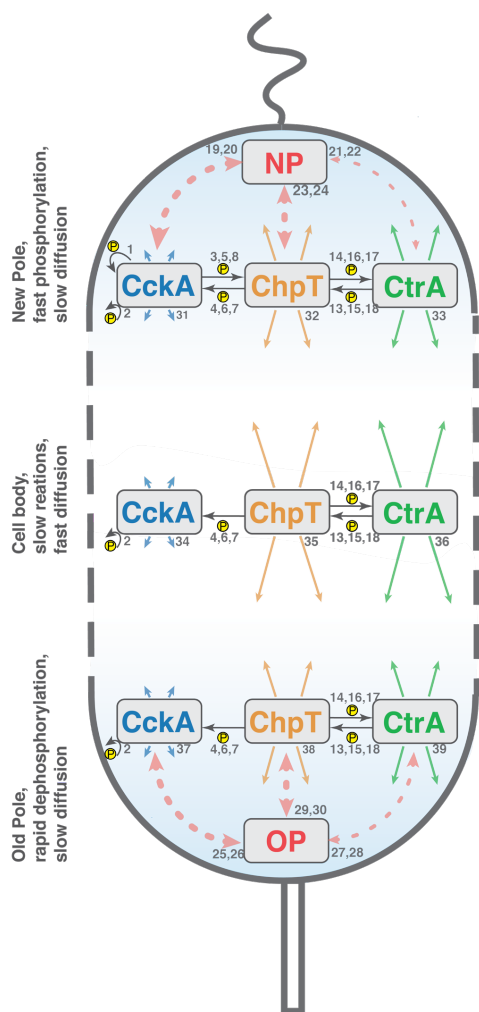 New Pole,
fast phosphorylation,
slow diffusion
19,20
NP
21,22
23,24
P
1
3,5,8
P
14,16,17
P
CckA
ChpT
CtrA
P
2
31
P
4,6,7
32
P
13,15,18
33
Cell body,
slow reations,
fast diffusion
14,16,17
P
CckA
ChpT
CtrA
P
2
34
P
4,6,7
35
P
13,15,18
36
Old Pole,
rapid dephosphorylation,
slow diffusion
14,16,17
P
CckA
ChpT
CtrA
P
2
37
P
4,6,7
38
P
13,15,18
39
29,30
25,26
OP
27,28